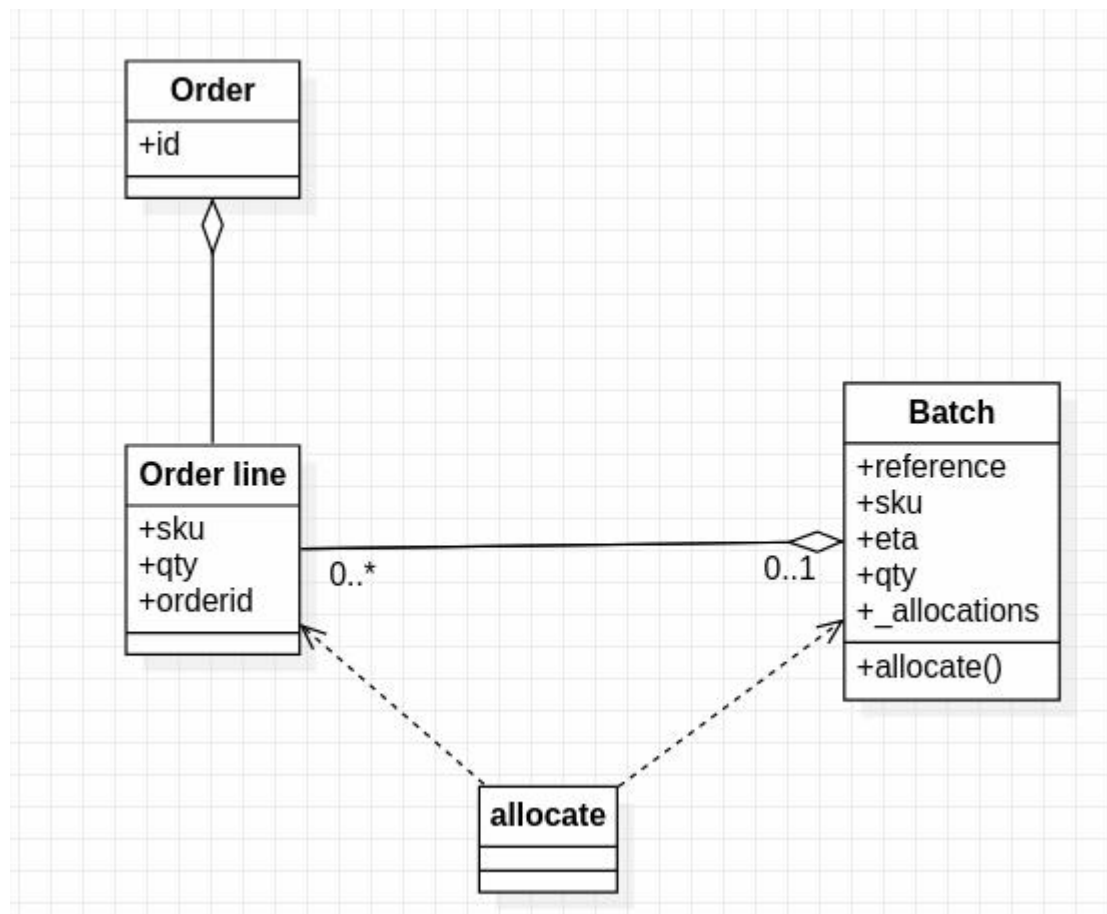 Order
+id
Order line
+sku
+qty
+orderid
0..*
0..1
Batch
+reference
+sku
+eta
+qty
+_allocations
+allocate()
allocate